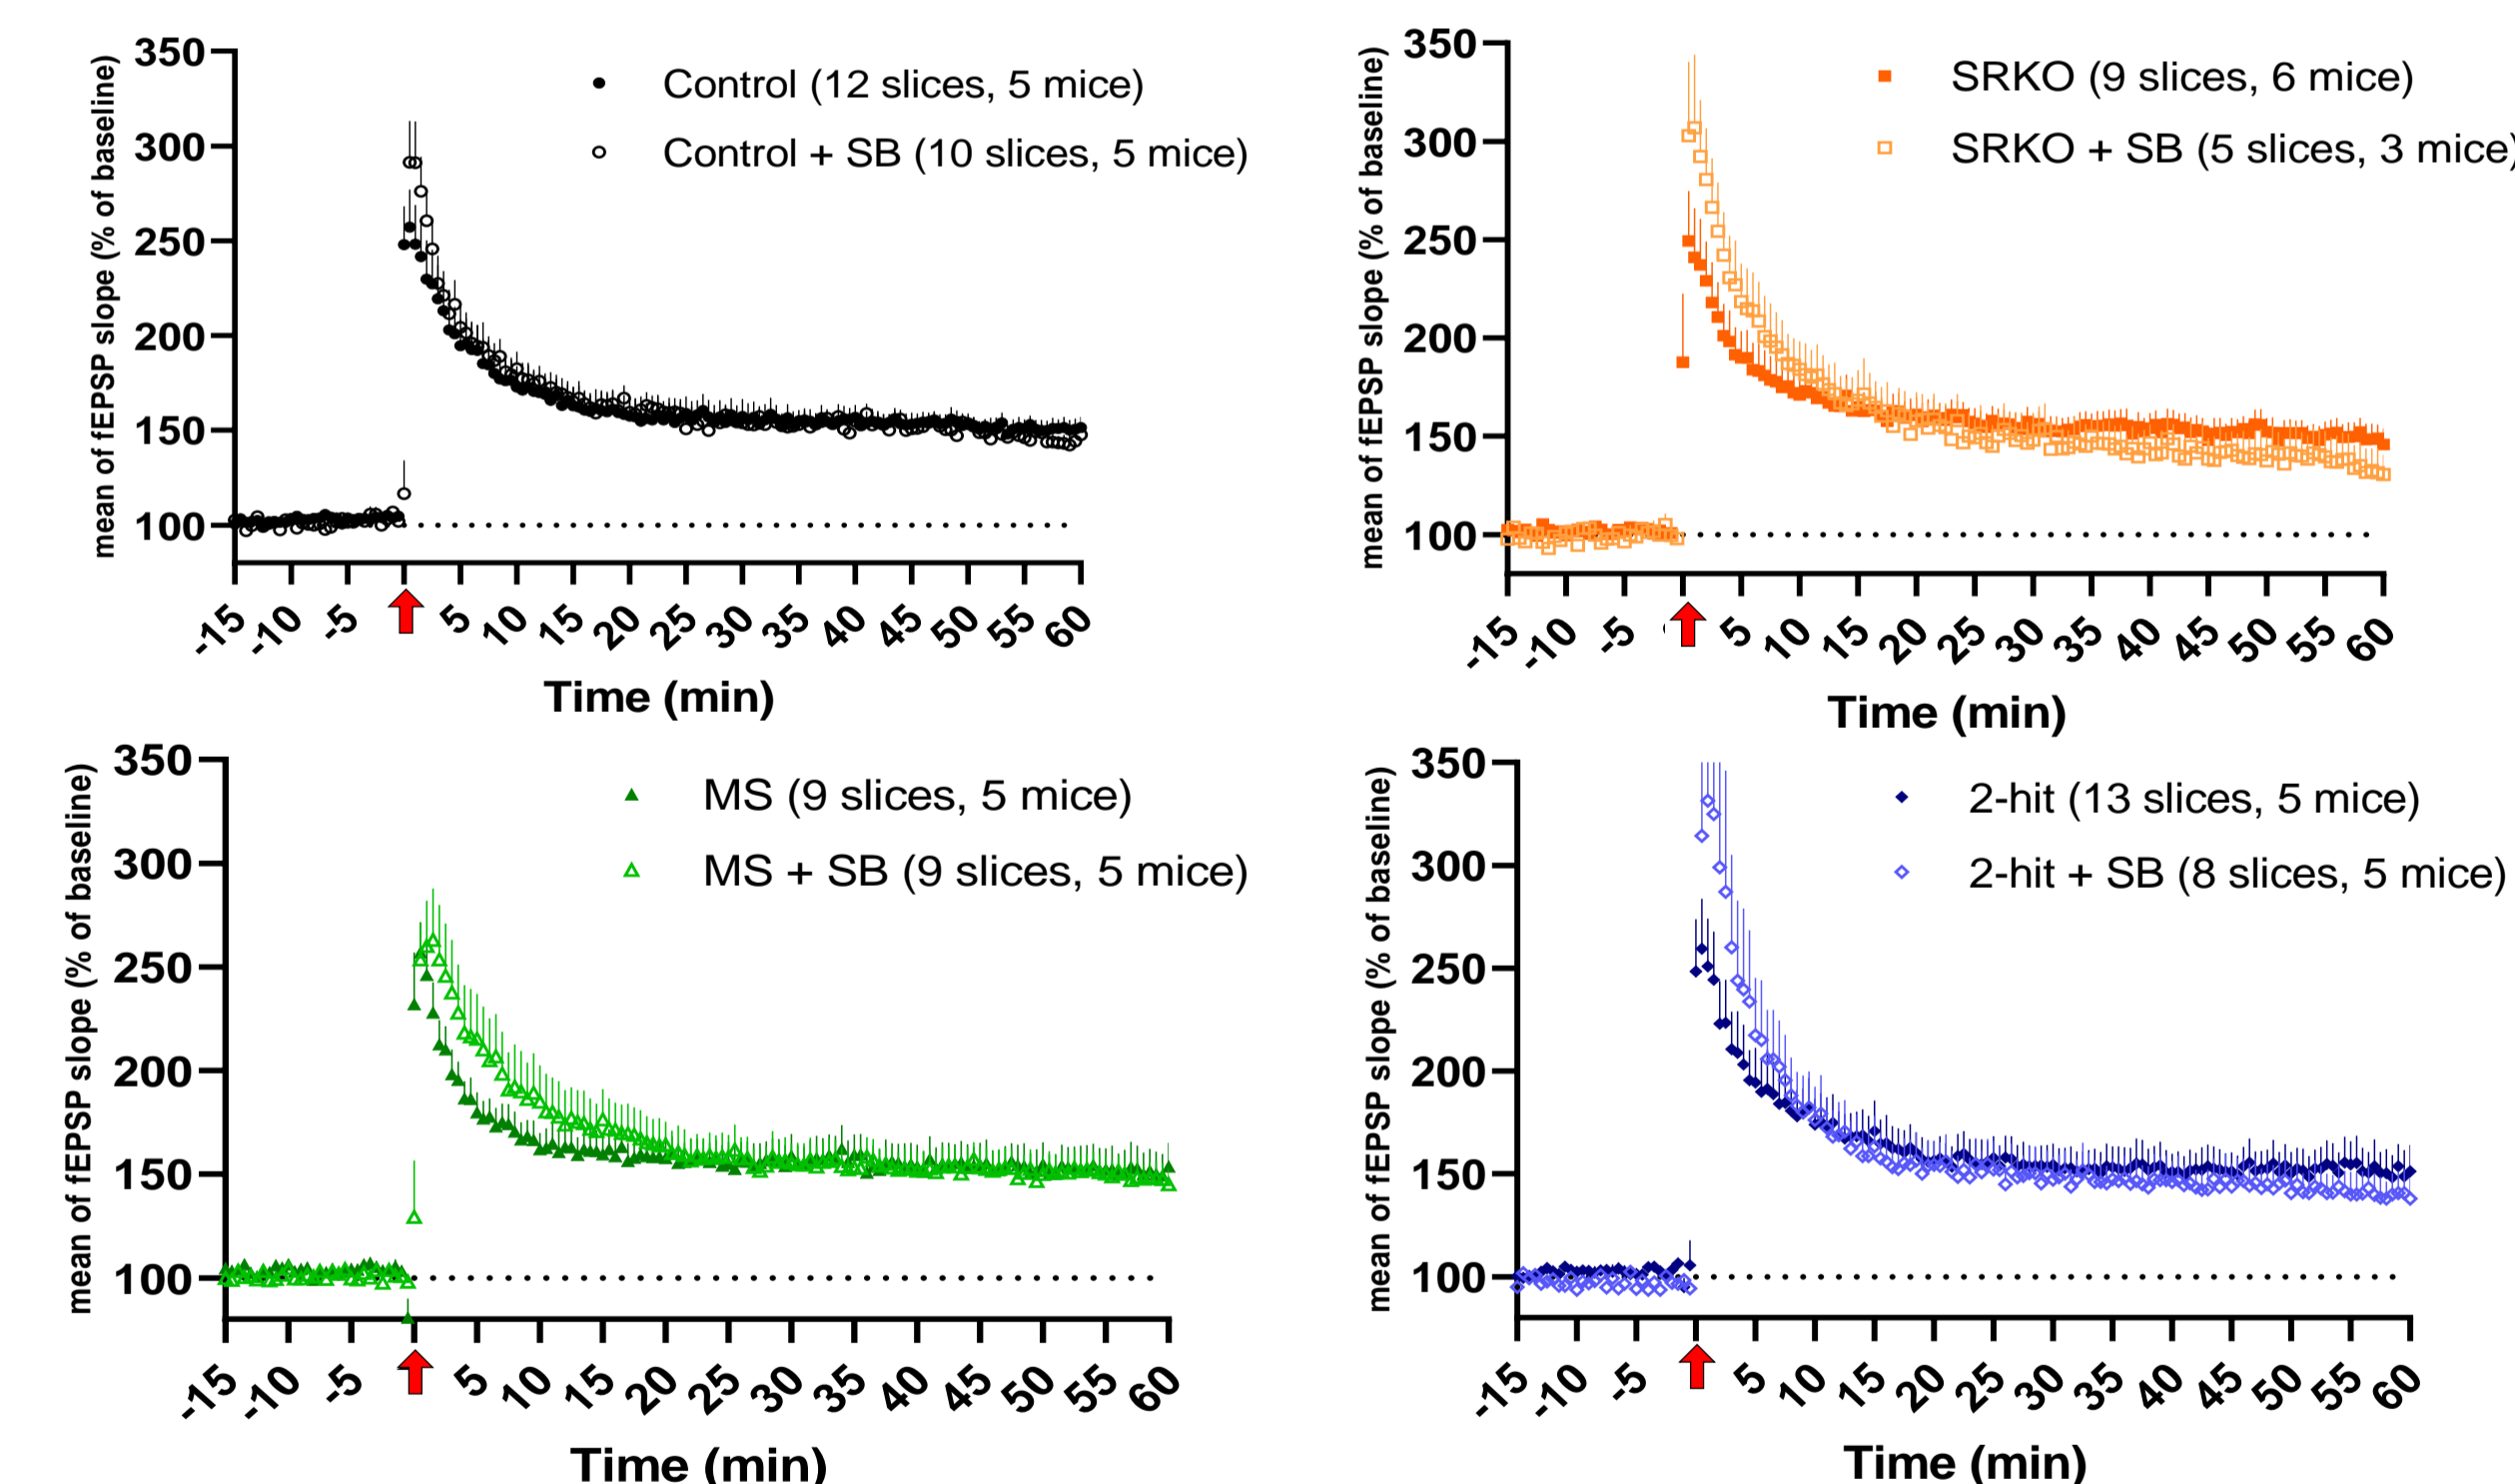 mean of fEPSP slope (% of baseline)
350
300
250
200
150
100
Control (12 slices, 5 mice)
Control + SB (10 slices, 5 mice)
-15 -10 -5 5 10 15 20 25 30 35 40 45 50 55 60
Time (min)
mean of fEPSP slope (% of baseline)
350
300
250
200
150
100
SRKO (9 slices, 6 mice)
SRKO + SB (5 slices, 3 mice)
-15 -10 -5 5 10 15 20 25 30 35 40 45 50 55 60
Time (min)
mean of fEPSP slope (% of baseline)
350
300
250
200
150
100
MS (9 slices, 5 mice)
MS + SB (9 slices, 5 mice)
-15 -10 -5 5 10 15 20 25 30 35 40 45 50 55 60
Time (min)
mean of fEPSP slope (% of baseline)
350
300
250
200
150
100
2-hit (13 slices, 5 mice)
2-hit + SB (8 slices, 5 mice)
-15 -10 -5 5 10 15 20 25 30 35 40 45 50 55 60
Time (min)